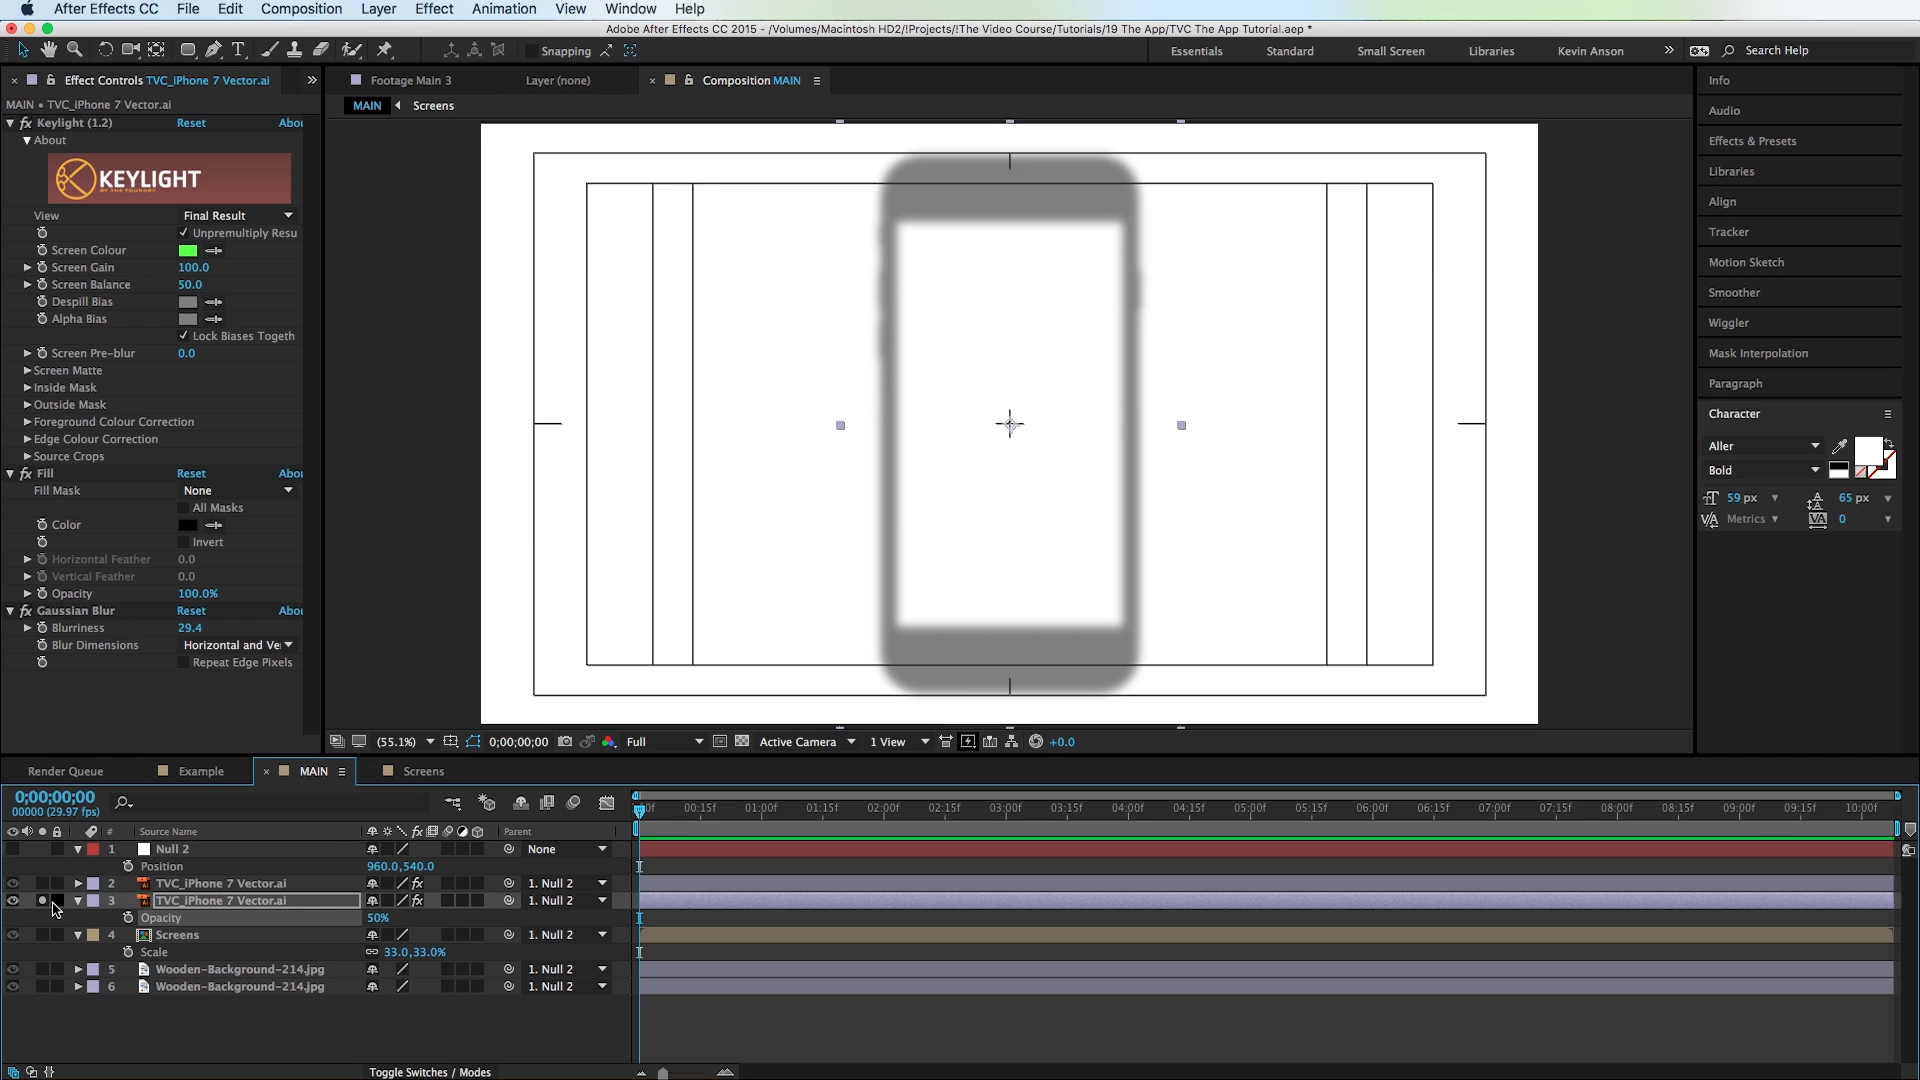 After Effects CC File Edit Composition Layer Effect Animation View Window Help
Adobe After Effects CC 2015 - /Volumes/Macintosh HD2/!Projects/!The Video Course/Tutorials/19 The App/TVC The App Tutorial.aep *
Snapping Essentials Standard Small Screen Libraries Kevin Anson » Search Help
× Effect Controls TVC_iPhone 7 Vector.ai »
Footage Main 3 Layer (none) × Composition MAIN
MAIN • TVC_iPhone 7 Vector.ai
MAIN Screens
fx Keylight (1.2) Reset Abou
About
KEYLIGHT
BY THE FOUNDRY
View Final Result
Unpremultiply Resu
Screen Colour
Screen Gain 100.0
Screen Balance 50.0
Despill Bias
Alpha Bias
Lock Biases Togeth
Screen Pre-blur 0.0
Screen Matte
Inside Mask
Outside Mask
Foreground Colour Correction
Edge Colour Correction
Source Crops
fx Fill Reset Abou
Fill Mask None
All Masks
Color
Invert
Horizontal Feather 0.0
Vertical Feather 0.0
Opacity 100.0%
fx Gaussian Blur Reset Abou
Blurriness 29.4
Blur Dimensions Horizontal and Ve
Repeat Edge Pixels
(55.1%) 0;00;00;00 Full Active Camera 1 View +0.0
Info
Audio
Effects & Presets
Libraries
Align
Tracker
Motion Sketch
Smoother
Wiggler
Mask Interpolation
Paragraph
Character
Aller
Bold
59 px 65 px
Metrics 0
Render Queue Example × MAIN Screens
0;00;00;00
00000 (29.97 fps)
00:15f 01:00f 01:15f 02:00f 02:15f 03:00f 03:15f 04:00f 04:15f 05:00f 05:15f 06:00f 06:15f 07:00f 07:15f 08:00f 08:15f 09:00f 09:15f 10:00f
# Source Name fx Parent
1 Null 2 None
Position 960.0,540.0
2 TVC_iPhone 7 Vector.ai fx 1. Null 2
3 TVC_iPhone 7 Vector.ai fx 1. Null 2
Opacity 50%
4 Screens 1. Null 2
Scale 33.0,33.0%
5 Wooden-Background-214.jpg 1. Null 2
6 Wooden-Background-214.jpg 1. Null 2
Toggle Switches / Modes